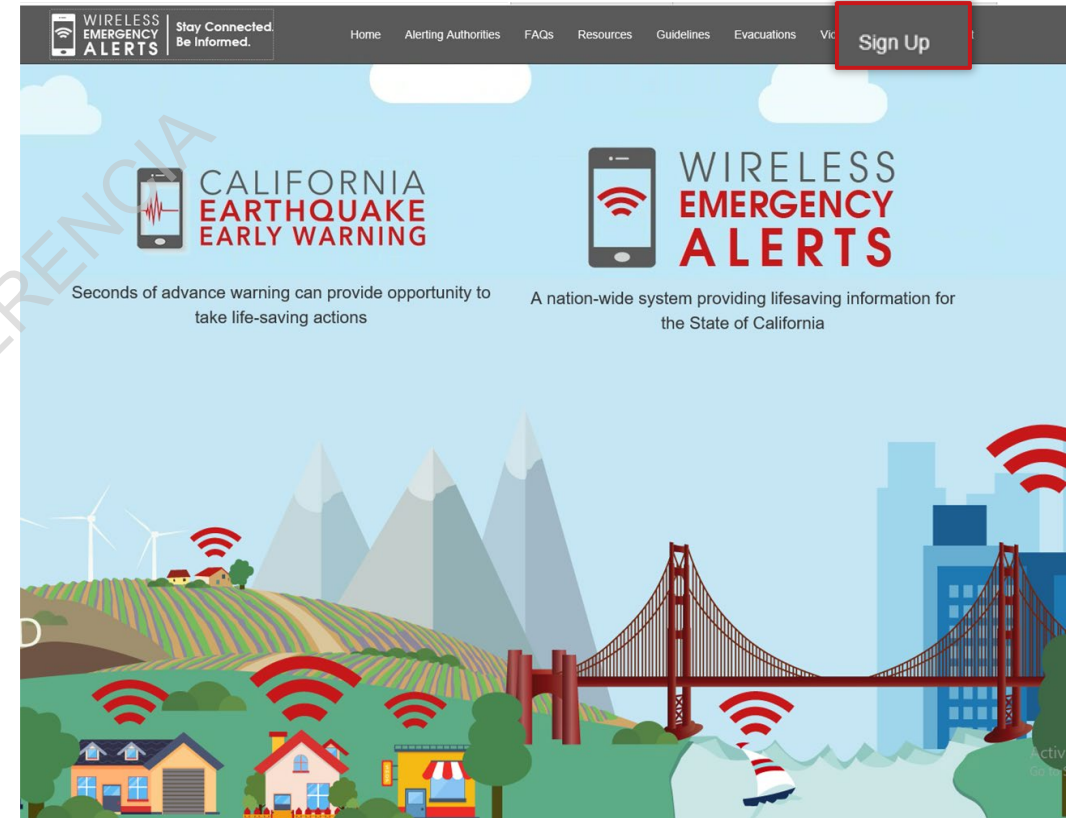 WIRELESS
EMERGENCY
ALERTS
Stay Connected.
Be Informed.
Home Alerting Authorities FAQs Resources Guidelines Evacuations
Sign Up
CALIFORNIA
EARTHQUAKE
EARLY WARNING
Seconds of advance warning can provide opportunity to
take life-saving actions
WIRELESS
EMERGENCY
ALERTS
A nation-wide system providing lifesaving information for
the State of California